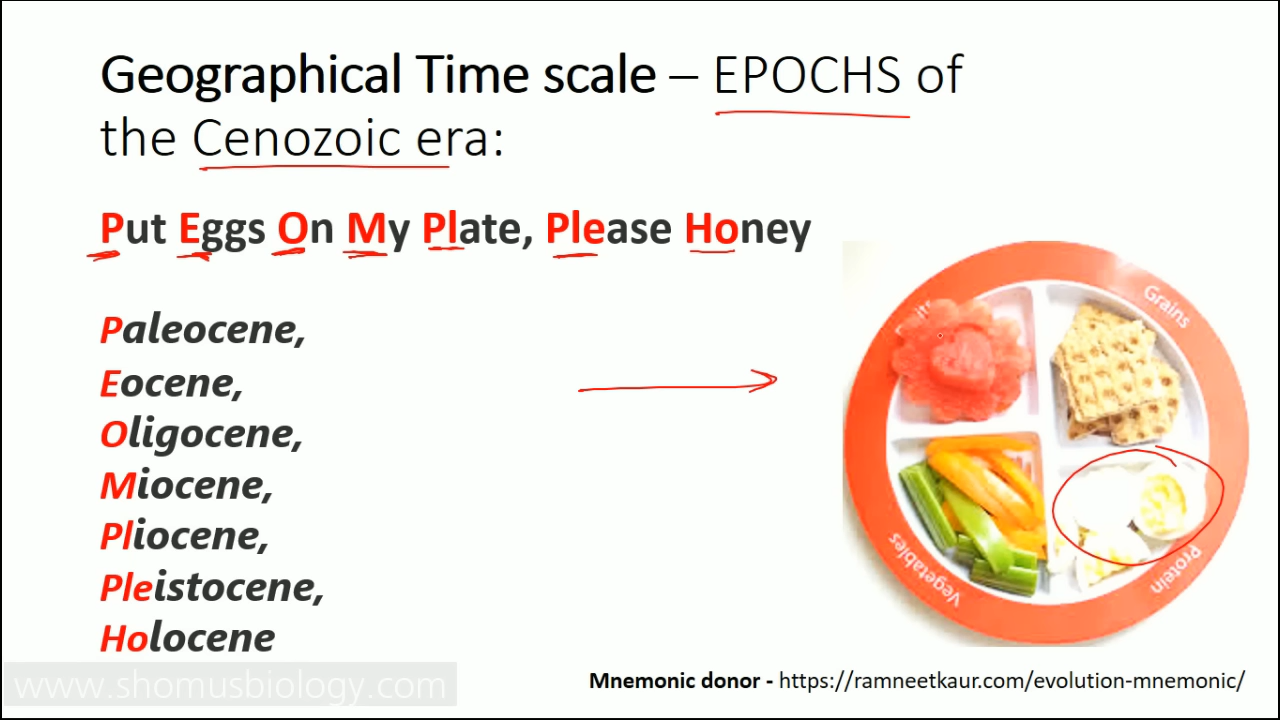 Geographical Time scale – EPOCHS of
the Cenozoic era:
Put Eggs On My Plate, Please Honey
Paleocene,
Eocene,
Oligocene,
Miocene,
Pliocene,
Pleistocene,
Holocene
Grains
Protein
Vegetables
www.shomusbiology.com
Mnemonic donor - https://ramneetkaur.com/evolution-mnemonic/